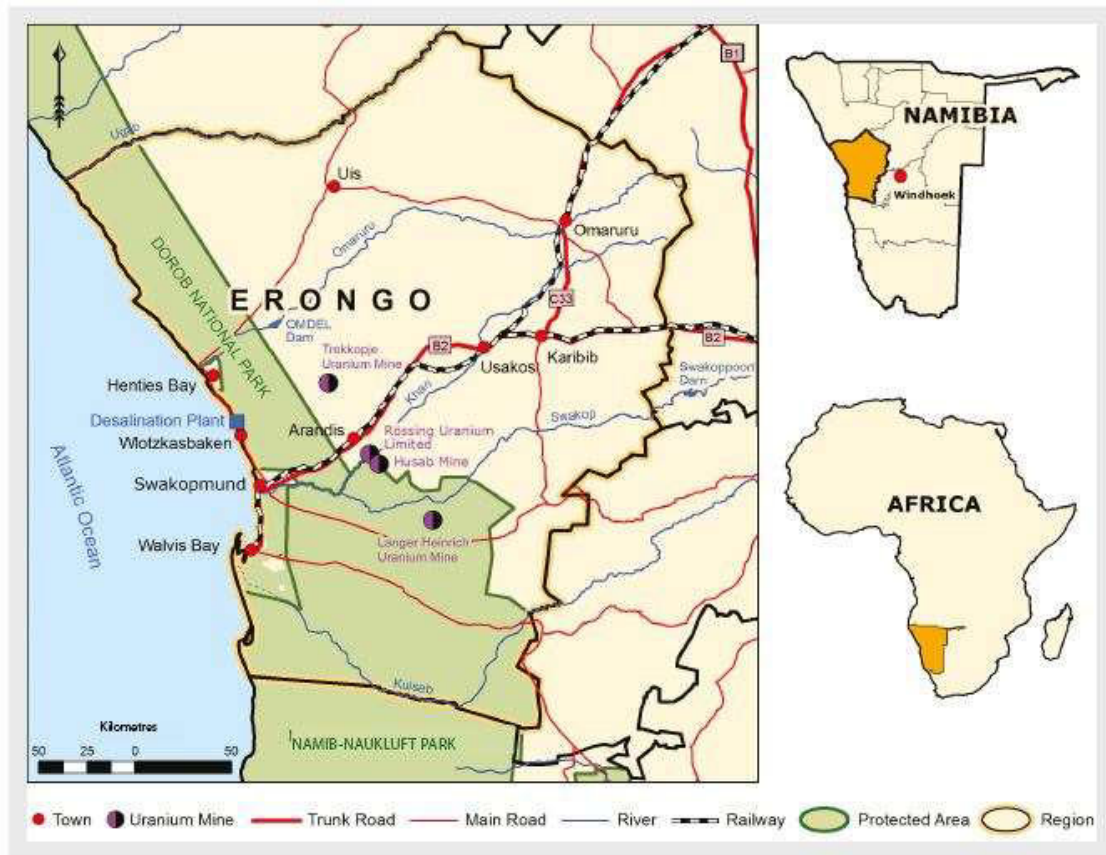 B1
Ugab
Uis
Omaruru
Omaruru
DOROB NATIONAL PARK
ERONGO
C33
OMDEL
Dam
Trekkopje
Uranium Mine
B2
B2
Usakos
Karibib
Khan
Swakoppoort
Dam
Henties Bay
Swakop
Desalination Plant
Wlotzkasbaken
Arandis
Rossing Uranium
Limited
Husab Mine
Atlantic Ocean
Swakopmund
Walvis Bay
Langer Heinrich
Uranium Mine
Kuiseb
Kilometres
50 25 0 50
NAMIB-NAUKLUFT PARK
NAMIBIA
Windhoek
AFRICA
Town Uranium Mine Trunk Road Main Road River Railway Protected Area Region